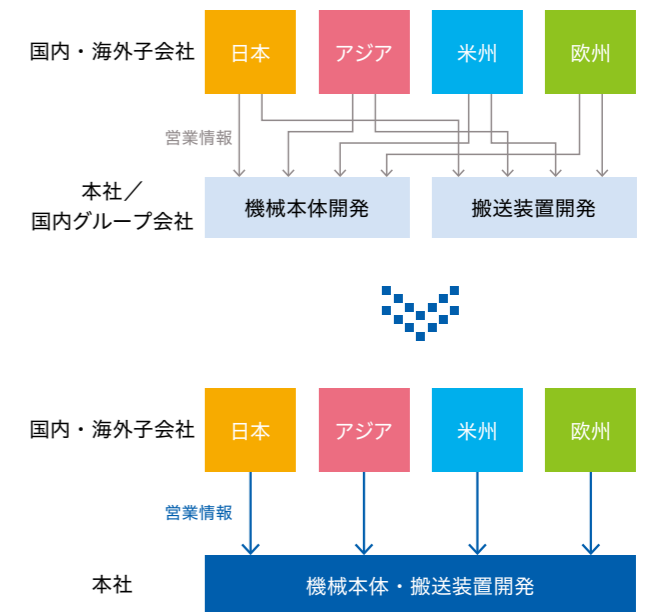 国内・海外子会社
日本
アジア
米州
欧州
営業情報
本社／
国内グループ会社
機械本体開発
搬送装置開発
国内・海外子会社
日本
アジア
米州
欧州
営業情報
本社
機械本体・搬送装置開発